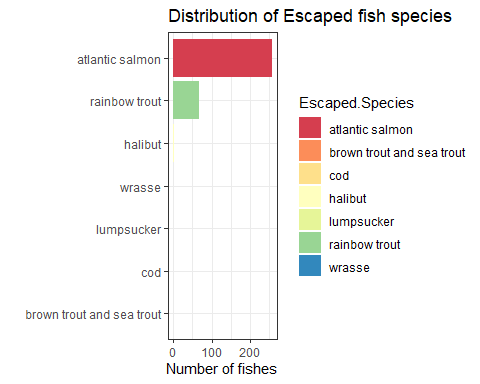 Distribution of Escaped fish species
atlantic salmon
rainbow trout
halibut
wrasse
lumpsucker
cod
brown trout and sea trout
0 100 200
Number of fishes
Escaped.Species
atlantic salmon
brown trout and sea trout
cod
halibut
lumpsucker
rainbow trout
wrasse